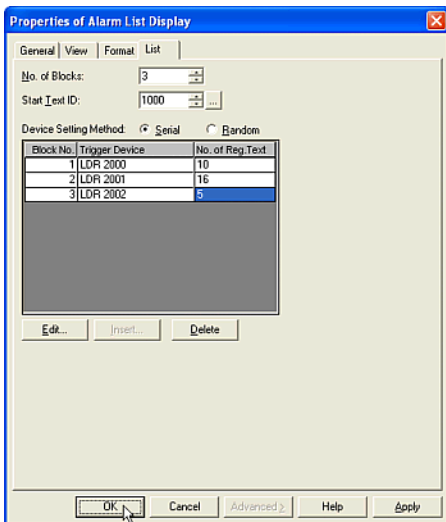 Properties of Alarm List Display
General View Format List
No. of Blocks: 3
Start Text ID: 1000 ...
Device Setting Method: Serial Random
Block No. Trigger Device No. of Reg.Text
1 LDR 2000 10
2 LDR 2001 16
3 LDR 2002 5
Edit... Insert... Delete
OK Cancel Advanced > Help Apply